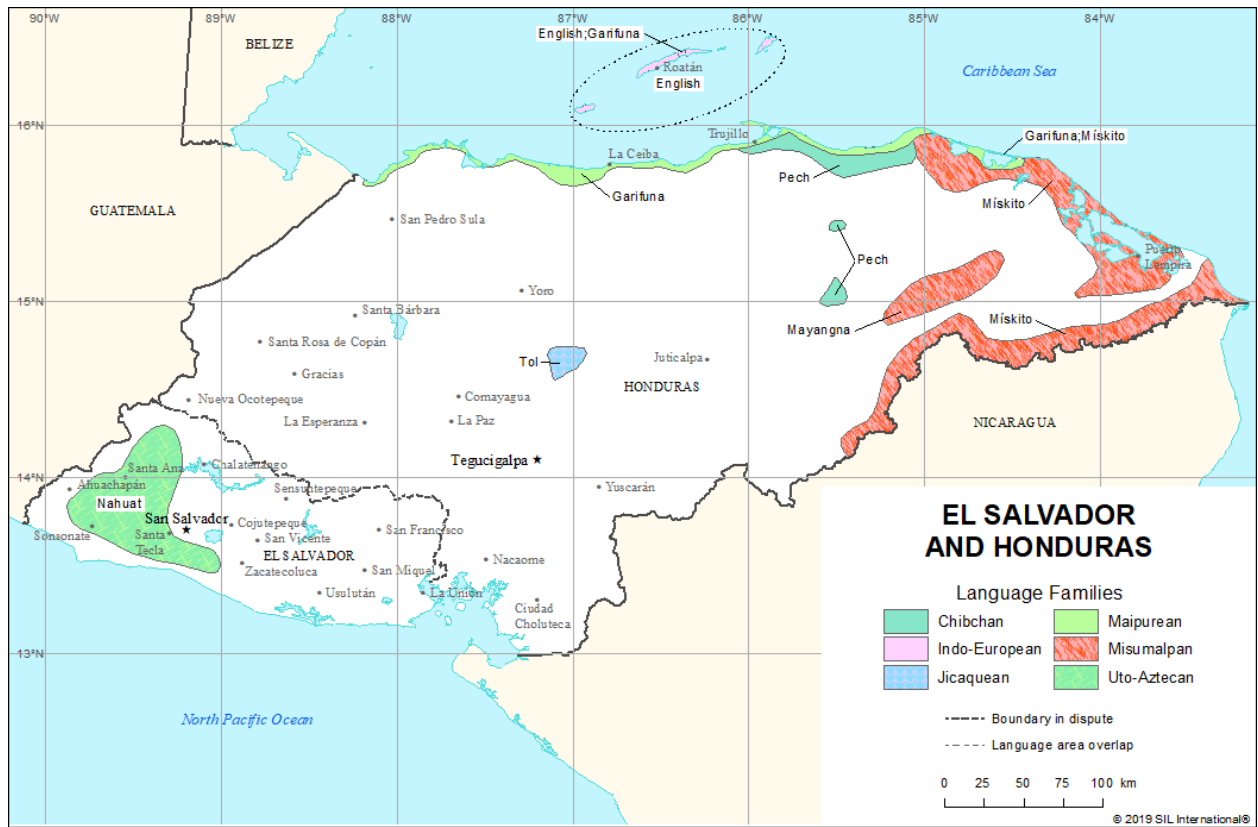 90°W
89°W
88°W
87°W
86°W
85°W
84°W
BELIZE
English;Garifuna
Roatán
English
Caribbean Sea
16°N
Trujillo
Garifuna;Mískito
La Ceiba
Pech
Garifuna
Mískito
GUATEMALA
San Pedro Sula
Pech
Puerto
Lempira
15°N
Yoro
Santa Bárbara
Mayangna
Mískito
Santa Rosa de Copán
Tol
Juticalpa
Gracias
HONDURAS
Nueva Ocotepeque
Comayagua
La Esperanza
La Paz
NICARAGUA
14°N
Santa Ana
Chalatenango
Tegucigalpa
Ahuachapán
Sensuntepeque
Yuscarán
Nahuat
San Salvador
Cojutepeque
San Francisco
Sonsonate
Santa
Tecla
San Vicente
EL SALVADOR
Zacatecoluca
San Miquel
Nacaome
Usulután
La Unión
Ciudad
Choluteca
13°N
North Pacific Ocean
EL SALVADOR
AND HONDURAS
Language Families
Chibchan
Maipurean
Indo-European
Misumalpan
Jicaquean
Uto-Aztecan
Boundary in dispute
Language area overlap
0 25 50 75 100 km
© 2019 SIL International®